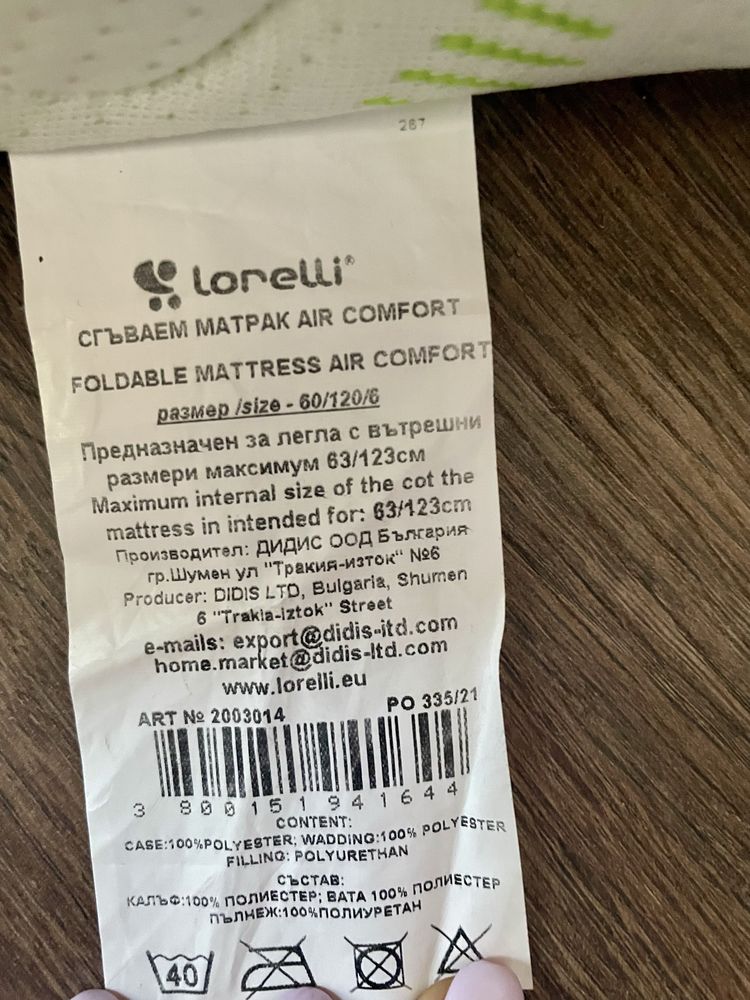 267
lorelli®
СГЪВАЕМ МАТРАК AIR COMFORT
FOLDABLE MATTRESS AIR COMFORT
размер /size - 60/120/6
Предназначен за легла с вътрешни
размери максимум 63/123см
Maximum internal size of the cot the
mattress in intended for: 63/123cm
Производител: ДИДИС ООД България
гр.Шумен ул "Тракия-изток" №6
Producer: DIDIS LTD, Bulgaria, Shumen
6 "Trakia-iztok" Street
e-mails: export@didis-itd.com
home.market@didis-ltd.com
www.lorelli.eu
ART № 2003014 PO 335/21
3 800151 941644
CONTENT:
CASE:100%POLYESTER; WADDING:100% POLYESTER
FILLING: POLYURETHAN
СЪСТАВ:
КАЛЪФ:100% ПОЛИЕСТЕР; ВАТА 100% ПОЛИЕСТЕР
ПЪЛНЕЖ:100%ПОЛИУРЕТАН
40